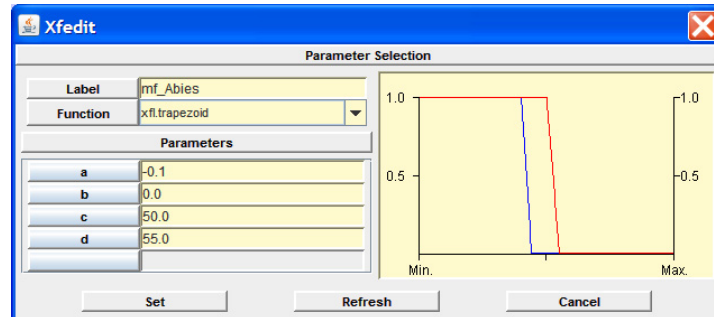 Xfedit
Parameter Selection
Label mf_Abies
Function xfl.trapezoid
Parameters
a -0.1
b 0.0
c 50.0
d 55.0
1.0 1.0
0.5 0.5
Min. Max.
Set Refresh Cancel